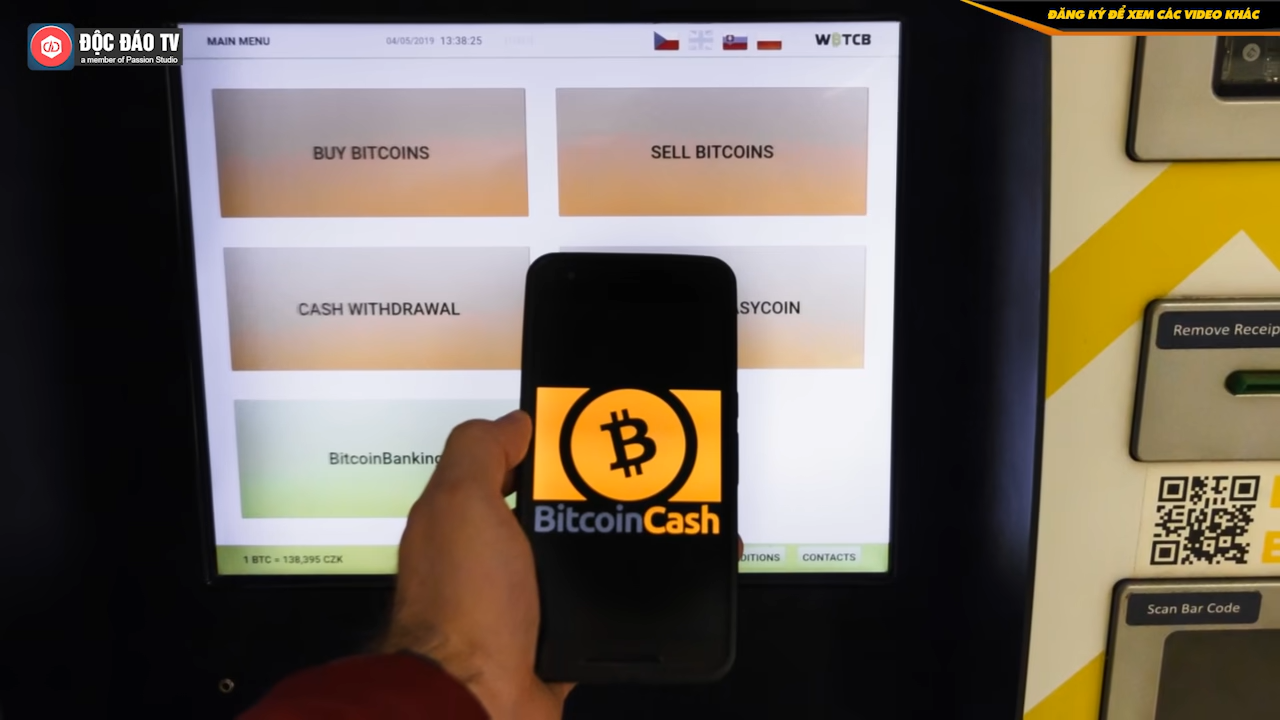 ĐỘC ĐÁO TV
a member of Passion Studio
ĐĂNG KÝ ĐỂ XEM CÁC VIDEO KHÁC
MAIN MENU
04/05/2019 13:38:25
WBTCB
BUY BITCOINS
SELL BITCOINS
CASH WITHDRAWAL
ASYCOIN
BitcoinBanking
BitcoinCash
1 BTC = 138,395 CZK
DITIONS
CONTACTS
Remove Receip
Scan Bar Code